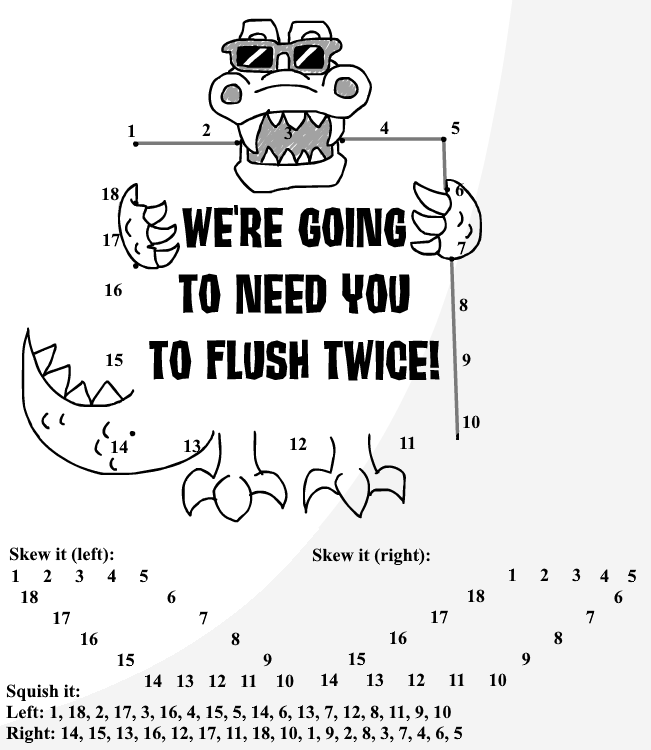 1 2 3 4 5
18 6
WE'RE GOING
17 7
16
TO NEED YOU
8
15 9
TO FLUSH TWICE!
10
14 13 12 11
Skew it (left): Skew it (right):
1 2 3 4 5 1 2 3 4 5
18 6 18 6
17 7 17 7
16 8 16 8
15 9 15 9
14 13 12 11 10 14 13 12 11 10
Squish it:
Left: 1, 18, 2, 17, 3, 16, 4, 15, 5, 14, 6, 13, 7, 12, 8, 11, 9, 10
Right: 14, 15, 13, 16, 12, 17, 11, 18, 10, 1, 9, 2, 8, 3, 7, 4, 6, 5